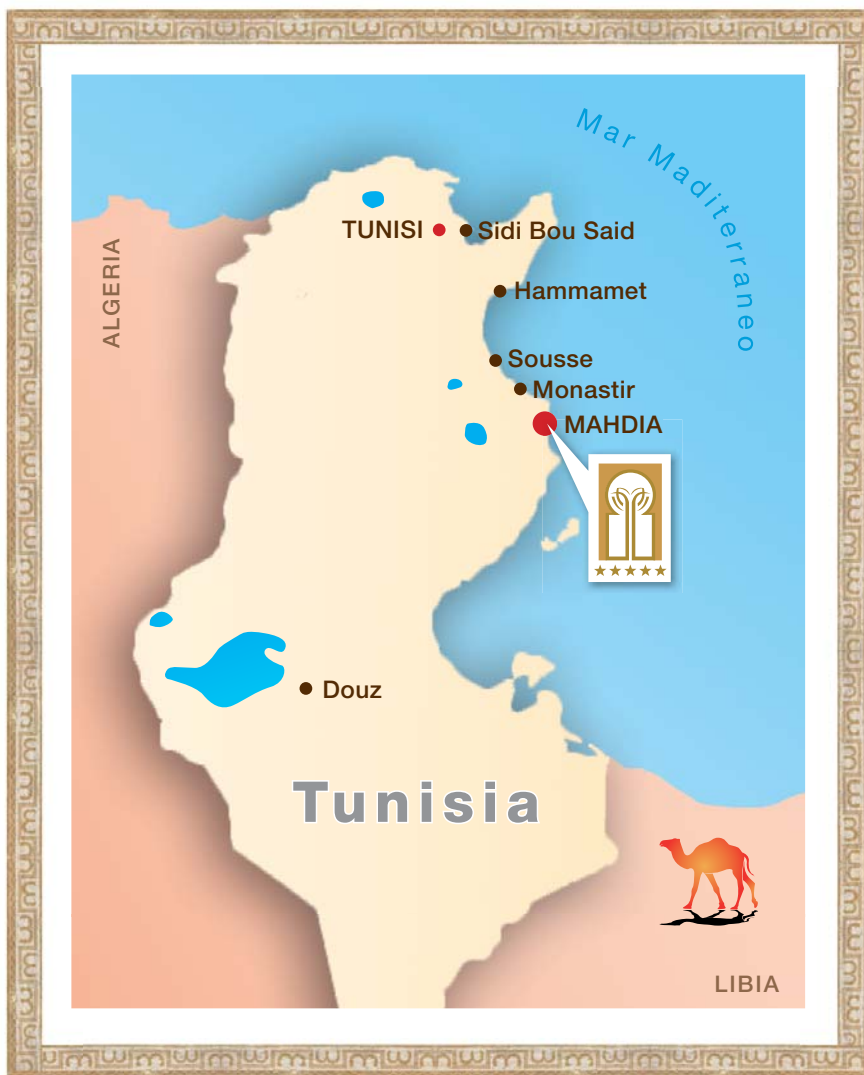 Mar Maditerraneo
ALGERIA
TUNISI
Sidi Bou Said
Hammamet
Sousse
Monastir
MAHDIA
Douz
Tunisia
LIBIA